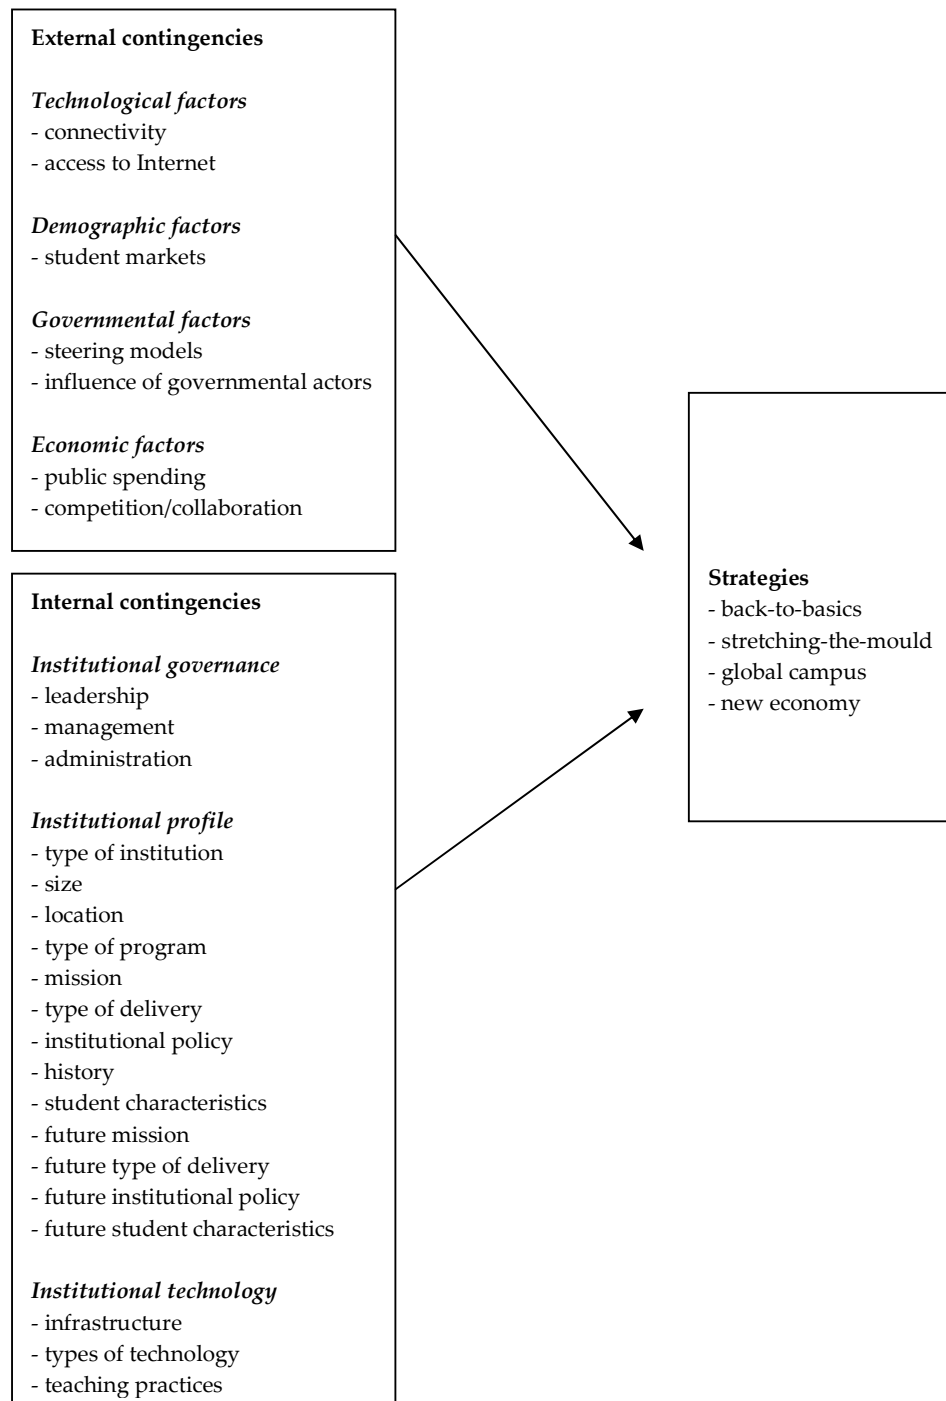 External contingencies
Technological factors
- connectivity
- access to Internet
Demographic factors
- student markets
Governmental factors
- steering models
- influence of governmental actors
Economic factors
- public spending
- competition/collaboration
Internal contingencies
Institutional governance
- leadership
- management
- administration
Institutional profile
- type of institution
- size
- location
- type of program
- mission
- type of delivery
- institutional policy
- history
- student characteristics
- future mission
- future type of delivery
- future institutional policy
- future student characteristics
Institutional technology
- infrastructure
- types of technology
- teaching practices
Strategies
- back-to-basics
- stretching-the-mould
- global campus
- new economy